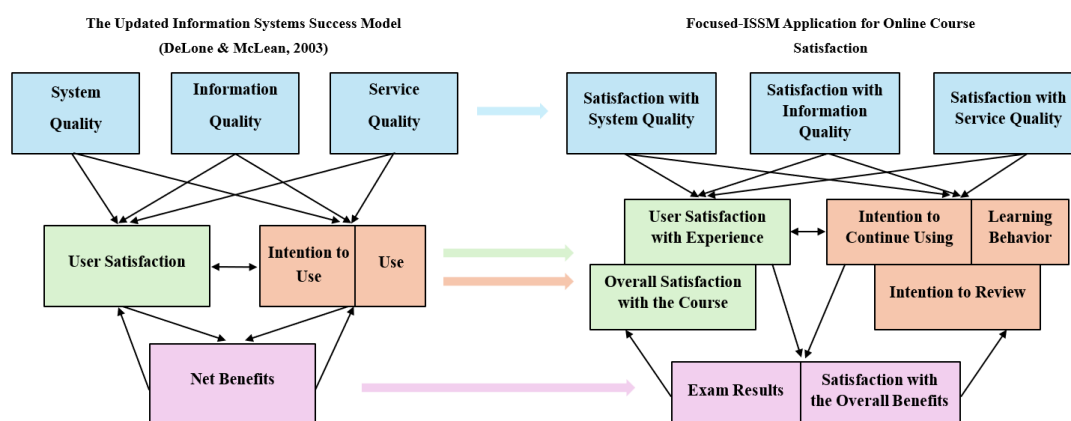 The Updated Information Systems Success Model
(DeLone & McLean, 2003)
System
Quality
Information
Quality
Service
Quality
User Satisfaction
Intention to
Use
Use
Net Benefits
Focused-ISSM Application for Online Course
Satisfaction
Satisfaction with
System Quality
Satisfaction with
Information
Quality
Satisfaction with
Service Quality
User Satisfaction
with Experience
Intention to
Continue Using
Learning
Behavior
Overall Satisfaction
with the Course
Intention to Review
Exam Results
Satisfaction with
the Overall Benefits